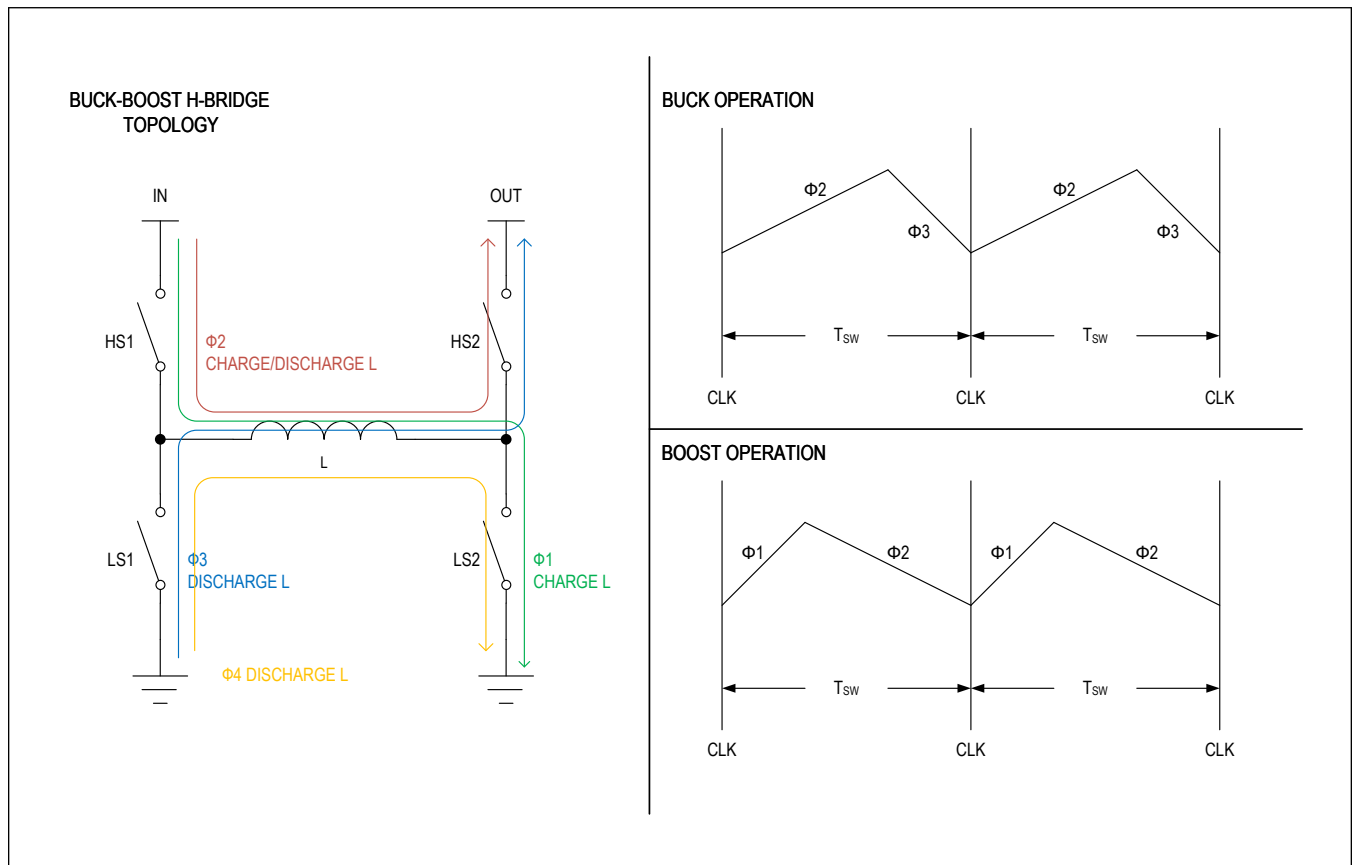 BUCK-BOOST H-BRIDGE
TOPOLOGY
IN
OUT
HS1
Φ2
CHARGE/DISCHARGE L
HS2
L
LS1
Φ3
DISCHARGE L
LS2
Φ1
CHARGE L
Φ4 DISCHARGE L
BUCK OPERATION
Φ2
Φ3
Φ2
Φ3
TSW
TSW
CLK
CLK
CLK
BOOST OPERATION
Φ1
Φ2
Φ1
Φ2
TSW
TSW
CLK
CLK
CLK